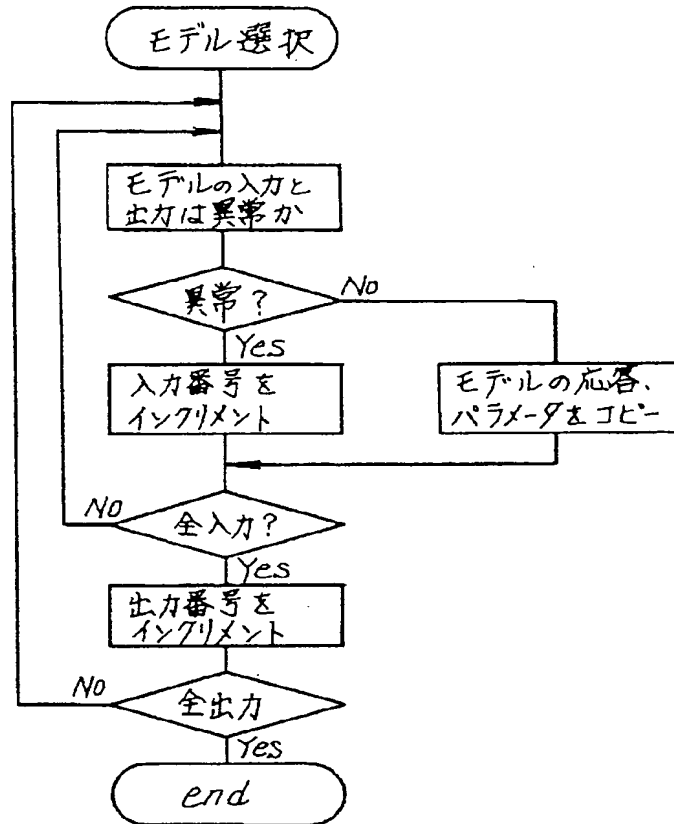 モデル選択
モデルの入力と
出力は異常か
異常?
No
Yes
入力番号を
インクリメント
モデルの応答、
パラメータをコピー
No
全入力?
Yes
出力番号を
インクリメント
No
全出力
Yes
end